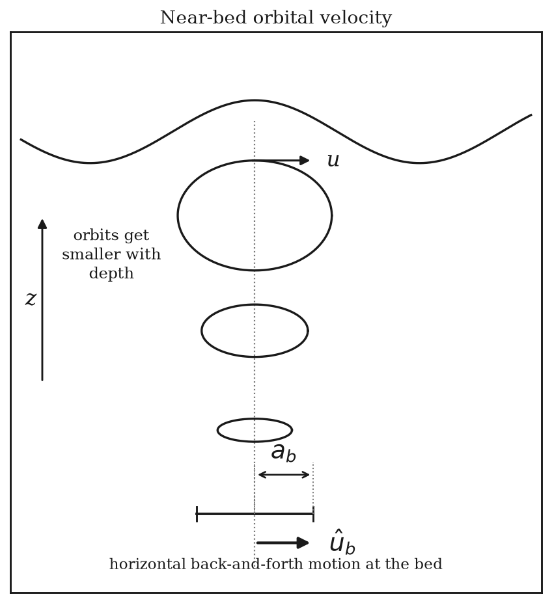 Near-bed orbital velocity
u
orbits get
smaller with
depth
z
a_b
û_b
horizontal back-and-forth motion at the bed